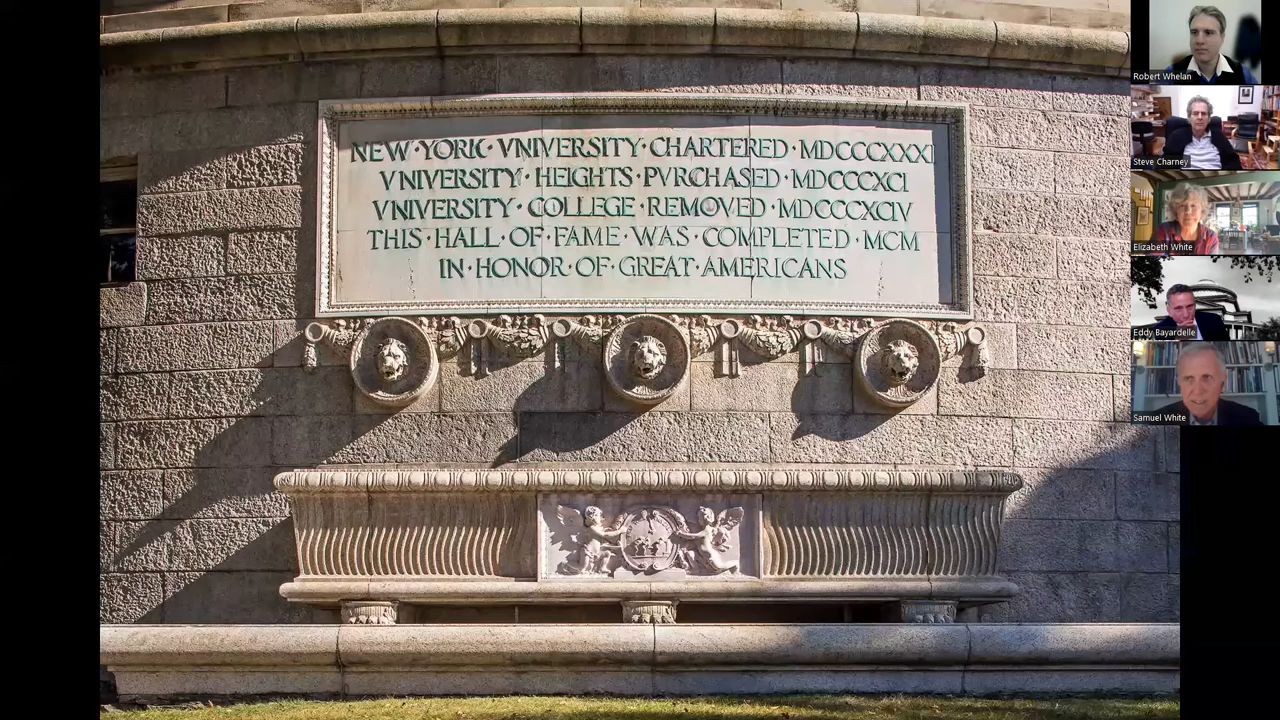 NEW·YORK·VNIVERSITY·CHARTERED·MDCCCXXXI
VNIVERSITY·HEIGHTS·PVRCHASED·MDCCCXCI
VNIVERSITY·COLLEGE·REMOVED·MDCCCXCIV
THIS·HALL·OF·FAME·WAS·COMPLETED·MCM
IN·HONOR·OF·GREAT·AMERICANS
Robert Whelan
Steve Charney
Elizabeth White
Eddy Bayardelle
Samuel White